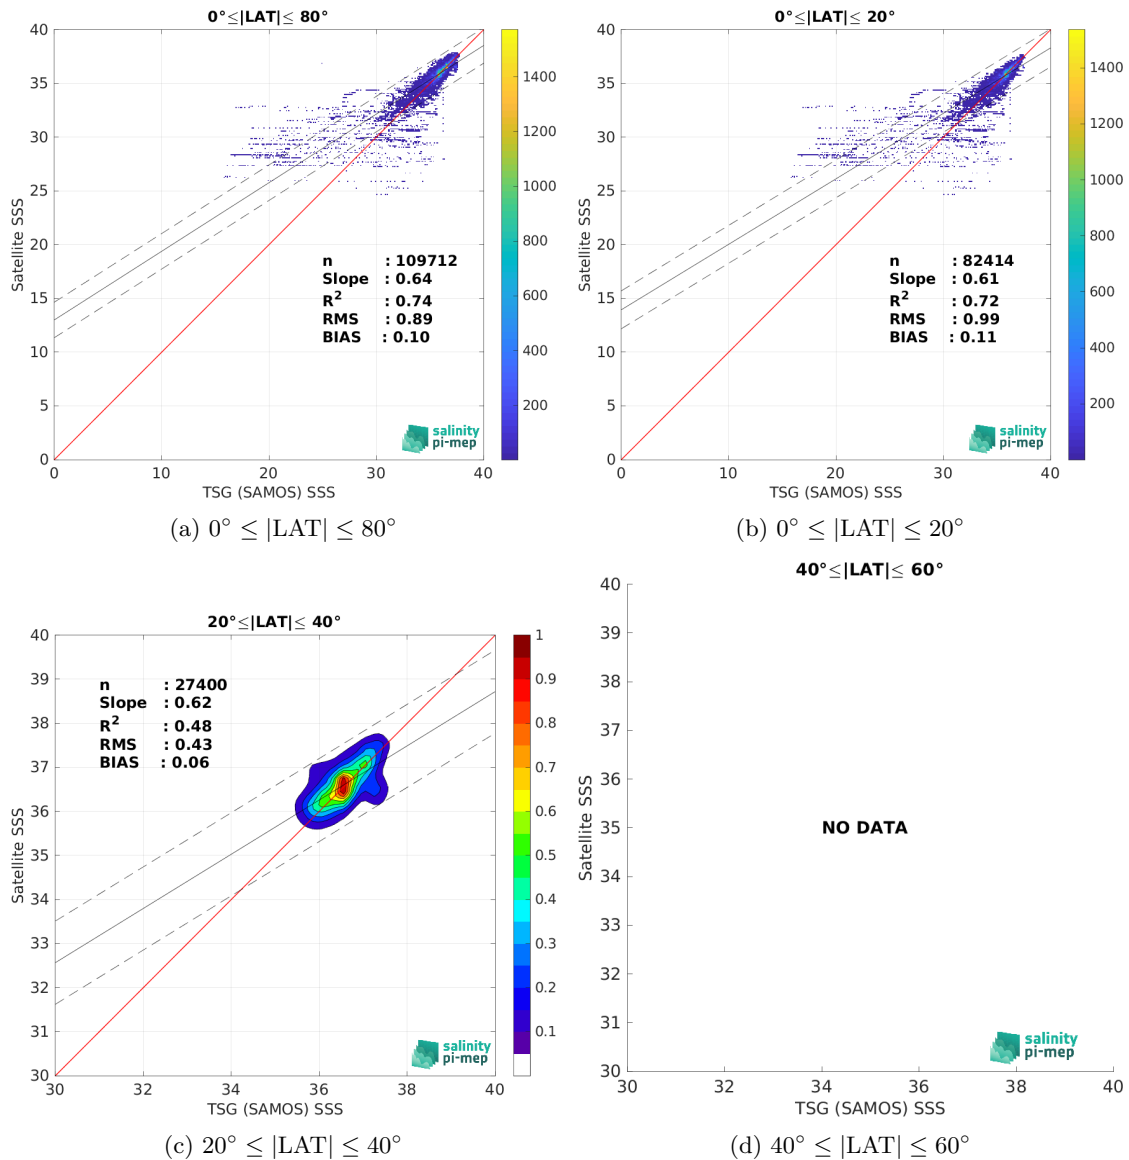 0°≤|LAT|≤ 80°
40
35
30
25
20
15
10
5
0
0
10
20
30
40
Satellite SSS
TSG (SAMOS) SSS
n : 109712
Slope : 0.64
R² : 0.74
RMS : 0.89
BIAS : 0.10
salinity
pi-mep
1400
1200
1000
800
600
400
200
(a) 0° ≤ |LAT| ≤ 80°
0°≤|LAT|≤ 20°
40
35
30
25
20
15
10
5
0
0
10
20
30
40
Satellite SSS
TSG (SAMOS) SSS
n : 82414
Slope : 0.61
R² : 0.72
RMS : 0.99
BIAS : 0.11
salinity
pi-mep
1400
1200
1000
800
600
400
200
(b) 0° ≤ |LAT| ≤ 20°
20°≤|LAT|≤ 40°
40
39
38
37
36
35
34
33
32
31
30
30
32
34
36
38
40
Satellite SSS
TSG (SAMOS) SSS
n : 27400
Slope : 0.62
R² : 0.48
RMS : 0.43
BIAS : 0.06
salinity
pi-mep
1
0.9
0.8
0.7
0.6
0.5
0.4
0.3
0.2
0.1
(c) 20° ≤ |LAT| ≤ 40°
40°≤|LAT|≤ 60°
40
39
38
37
36
35
34
33
32
31
30
30
32
34
36
38
40
Satellite SSS
TSG (SAMOS) SSS
NO DATA
salinity
pi-mep
(d) 40° ≤ |LAT| ≤ 60°